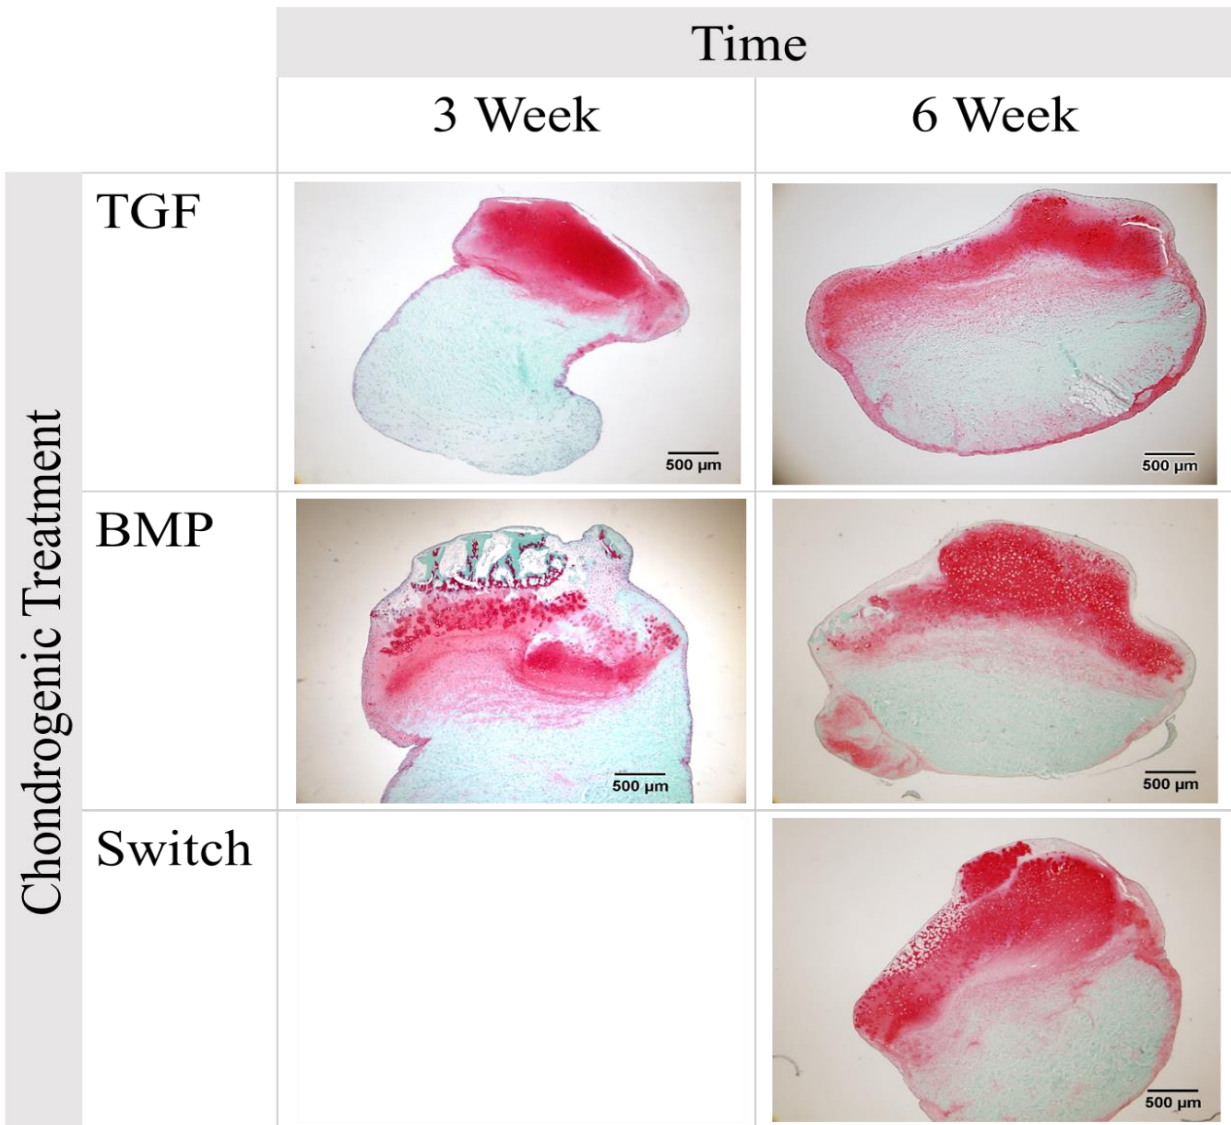 Time
3 Week
6 Week
Chondrogenic Treatment
TGF
500 µm
500 µm
BMP
500 µm
500 µm
Switch
500 µm